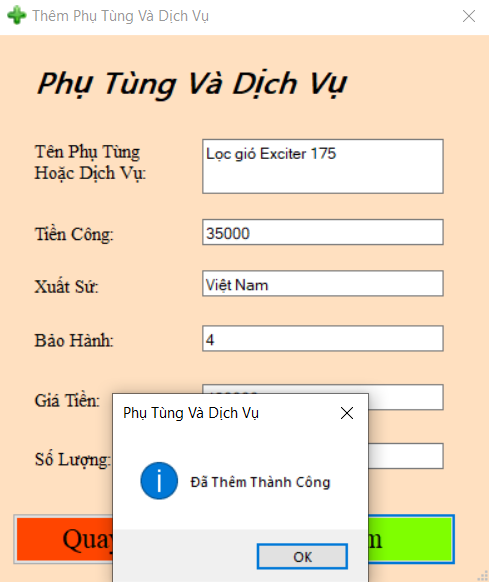 Thêm Phụ Tùng Và Dịch Vụ
Phụ Tùng Và Dịch Vụ
Tên Phụ Tùng
Hoặc Dịch Vụ:
Lọc gió Exciter 175
Tiền Công:
35000
Xuất Sứ:
Việt Nam
Bảo Hành:
4
Giá Tiền:
Số Lượng:
Phụ Tùng Và Dịch Vụ
Đã Thêm Thành Công
OK